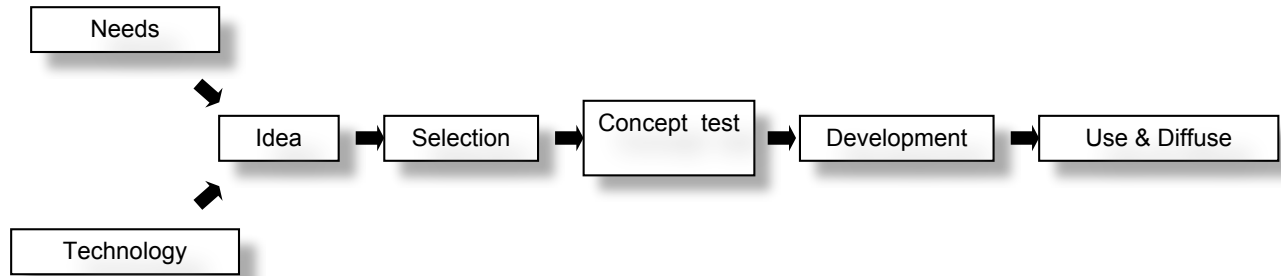 Needs
Idea
Selection
Concept test
Development
Use & Diffuse
Technology